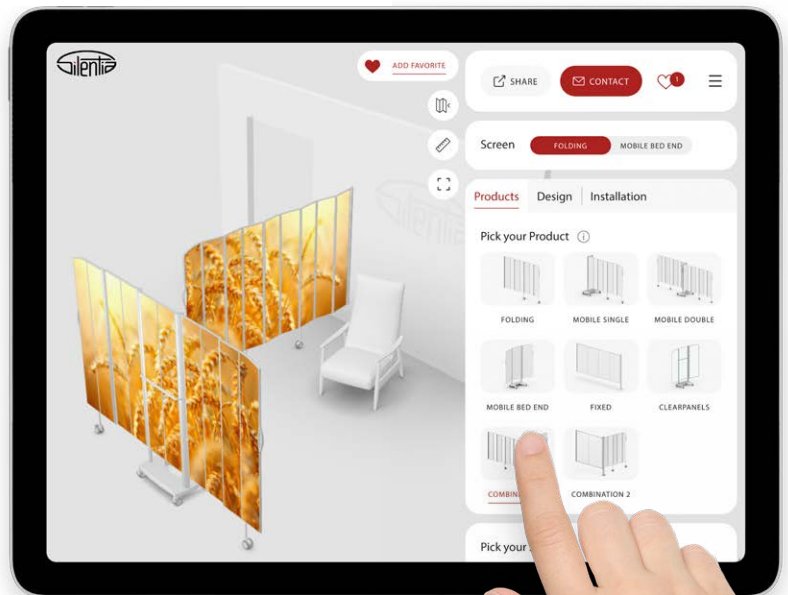 Silentia
ADD FAVORITE
SHARE
CONTACT
1
Screen
FOLDING
MOBILE BED END
Products
Design
Installation
Pick your Product
FOLDING
MOBILE SINGLE
MOBILE DOUBLE
MOBILE BED END
FIXED
CLEARPANELS
COMBINATION 2
Pick your